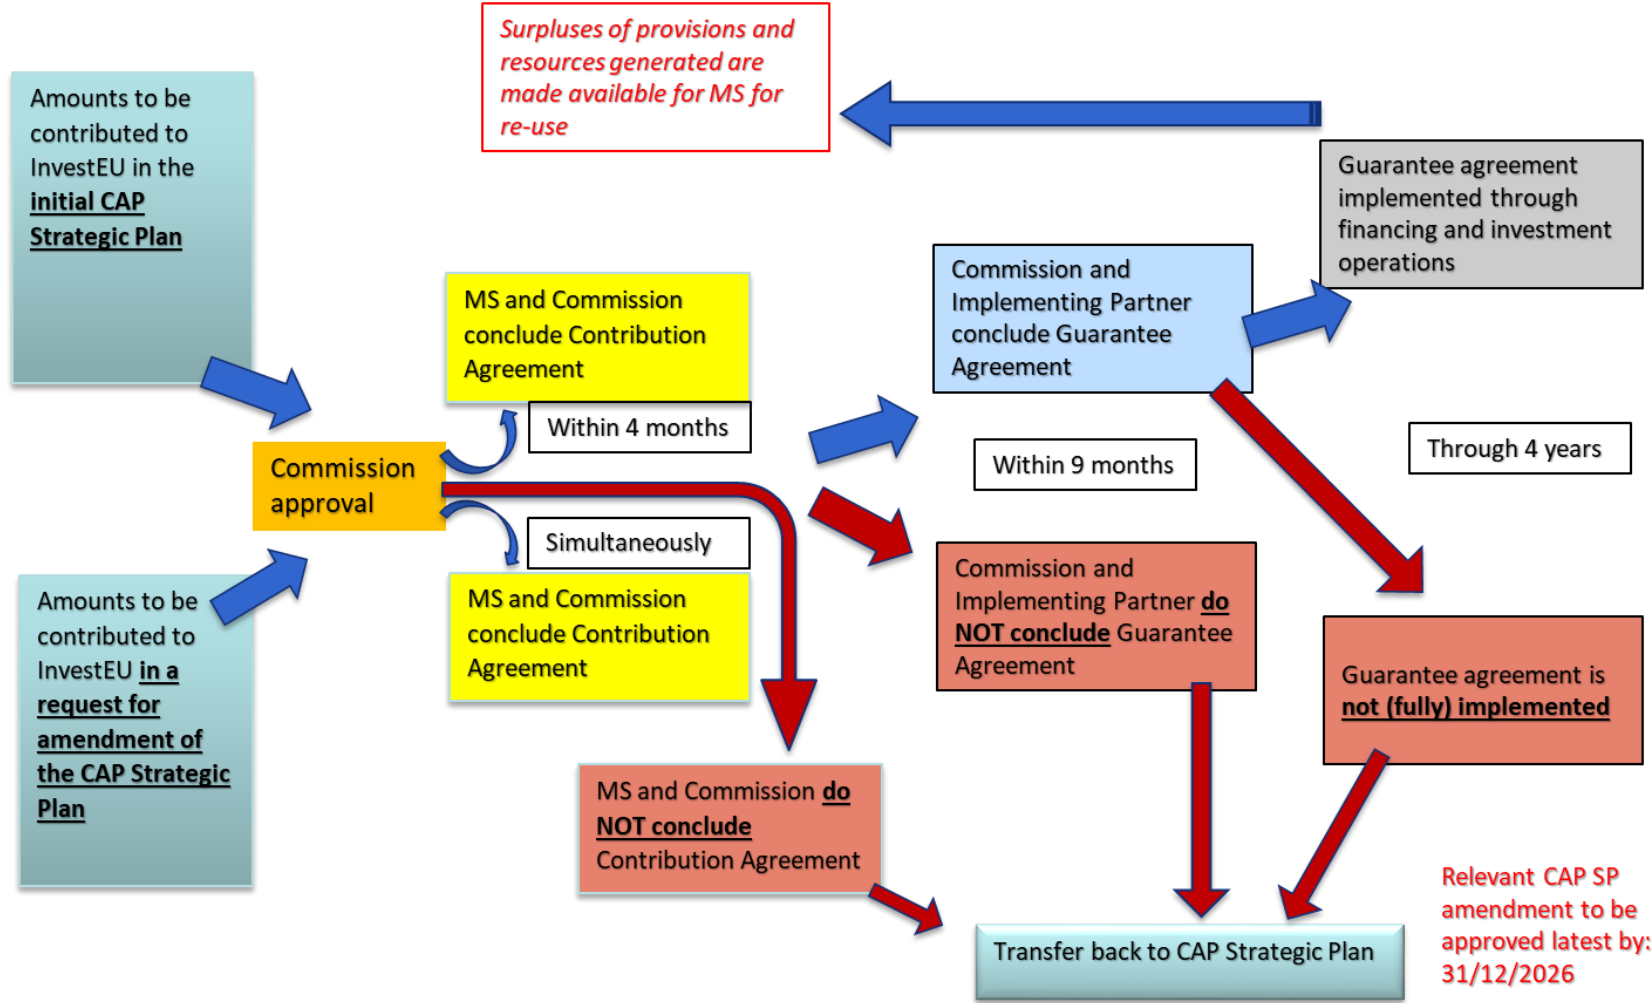 Surpluses of provisions and
resources generated are
made available for MS for
re-use
Amounts to be
contributed to
InvestEU in the
initial CAP
Strategic Plan
Guarantee agreement
implemented through
financing and investment
operations
Commission and
Implementing Partner
conclude Guarantee
Agreement
MS and Commission
conclude Contribution
Agreement
Within 4 months
Through 4 years
Within 9 months
Commission
approval
Simultaneously
MS and Commission
conclude Contribution
Agreement
Commission and
Implementing Partner do
NOT conclude Guarantee
Agreement
Amounts to be
contributed to
InvestEU in a
request for
amendment of
the CAP Strategic
Plan
Guarantee agreement is
not (fully) implemented
MS and Commission do
NOT conclude
Contribution Agreement
Relevant CAP SP
amendment to be
approved latest by:
31/12/2026
Transfer back to CAP Strategic Plan